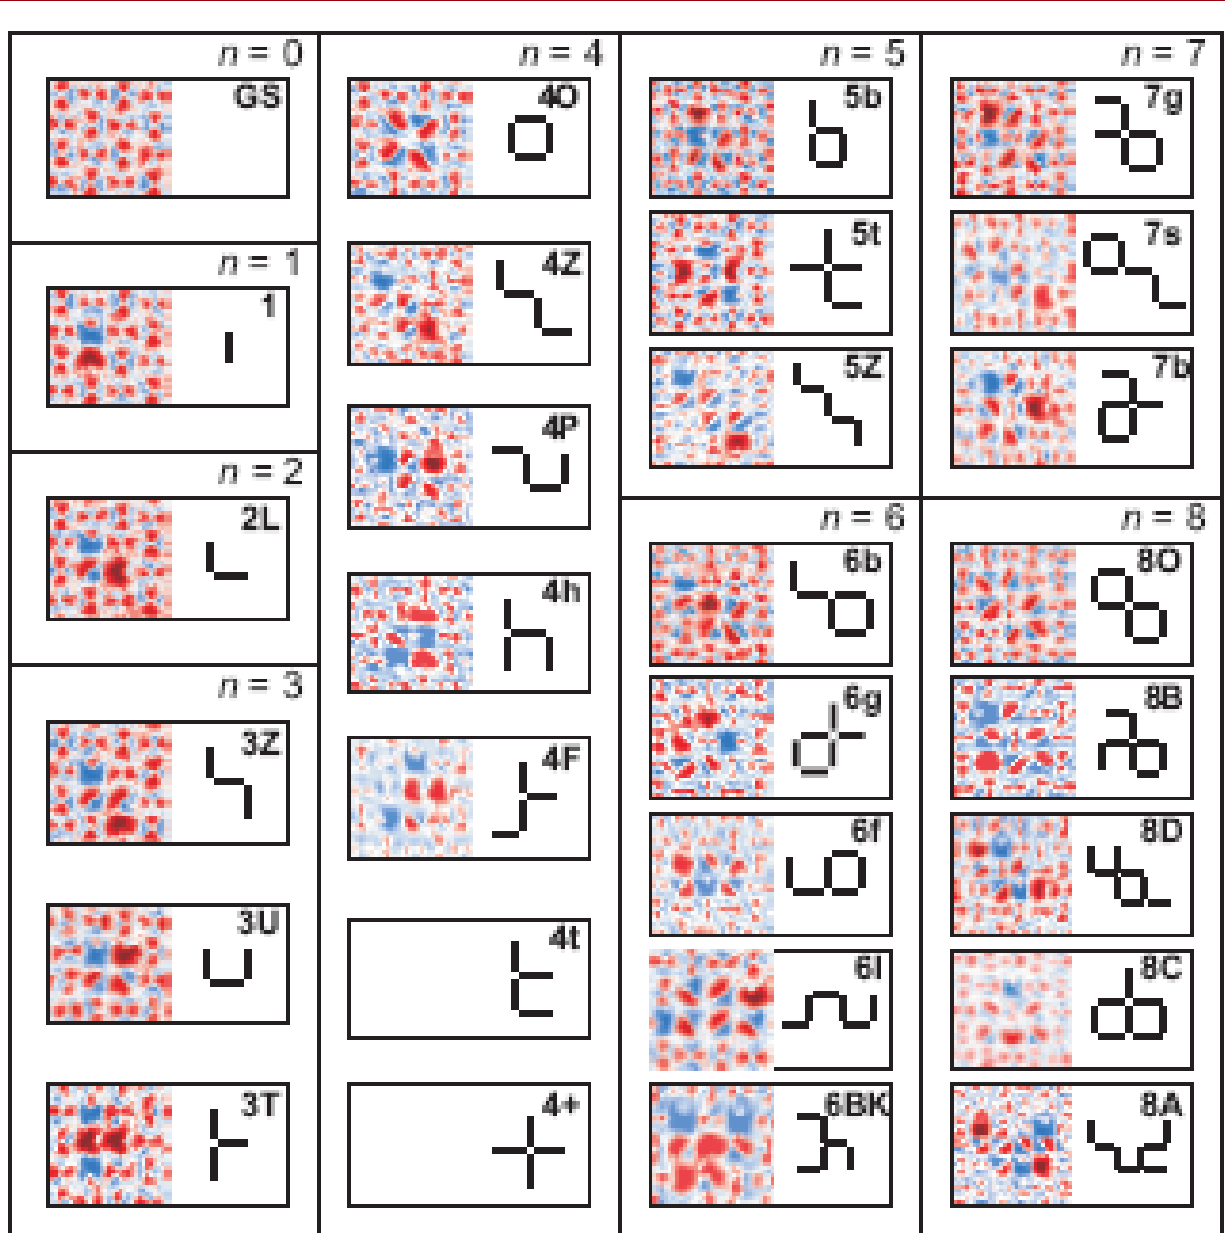 n = 0
GS
n = 1
1
n = 2
2L
n = 3
3Z
3U
3T
n = 4
4O
4Z
4P
4h
4F
4t
4+
n = 5
5b
5t
5Z
n = 6
6b
6g
6f
6I
6BK
n = 7
7g
7s
7b
n = 8
8O
8B
8D
8C
8A